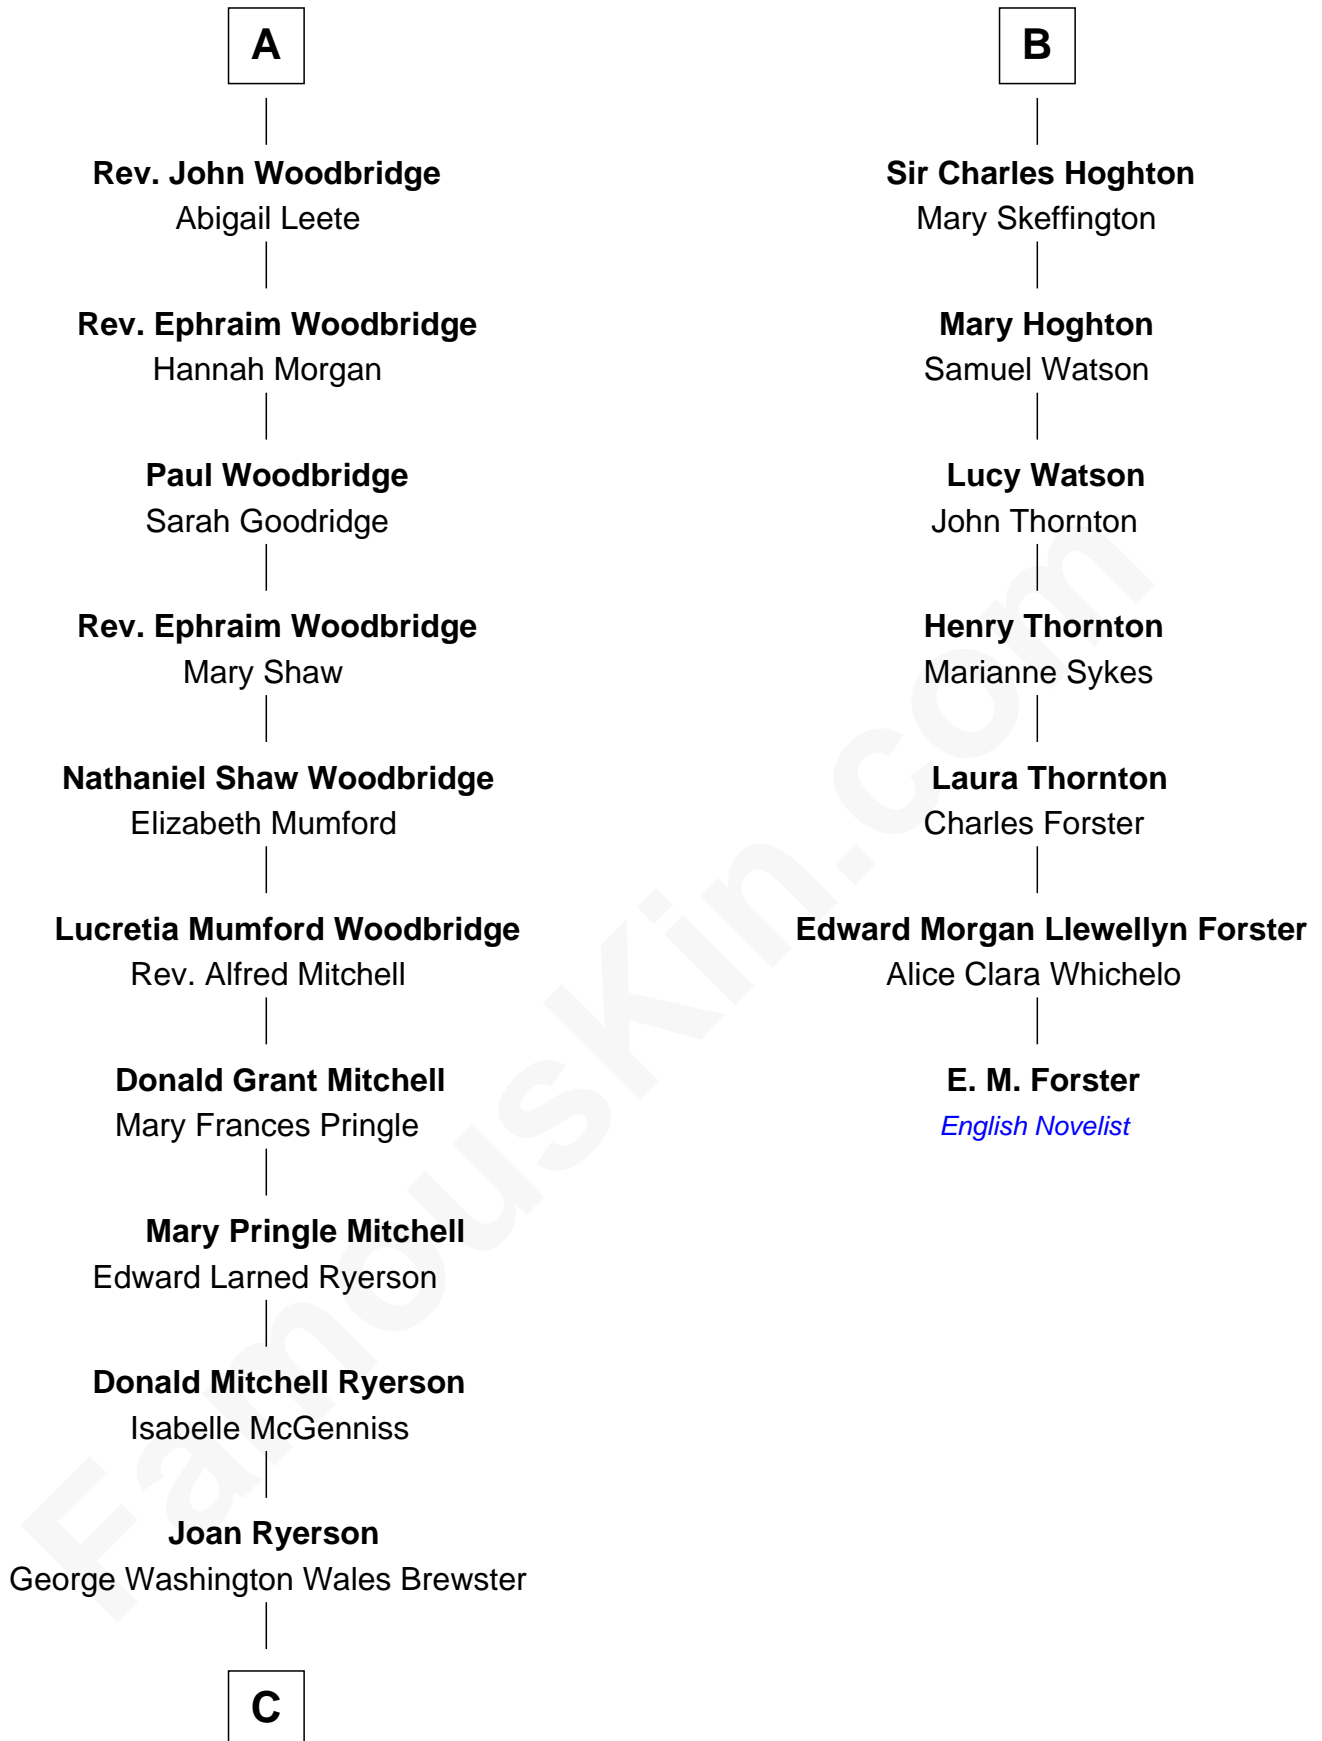 A
Rev. John Woodbridge
Abigail Leete
Rev. Ephraim Woodbridge
Hannah Morgan
Paul Woodbridge
Sarah Goodridge
Rev. Ephraim Woodbridge
Mary Shaw
Nathaniel Shaw Woodbridge
Elizabeth Mumford
Lucretia Mumford Woodbridge
Rev. Alfred Mitchell
Donald Grant Mitchell
Mary Frances Pringle
Mary Pringle Mitchell
Edward Larned Ryerson
Donald Mitchell Ryerson
Isabelle McGenniss
Joan Ryerson
George Washington Wales Brewster
C
B
Sir Charles Hoghton
Mary Skeffington
Mary Hoghton
Samuel Watson
Lucy Watson
John Thornton
Henry Thornton
Marianne Sykes
Laura Thornton
Charles Forster
Edward Morgan Llewellyn Forster
Alice Clara Whichelo
E. M. Forster
English Novelist
FamousKin.com